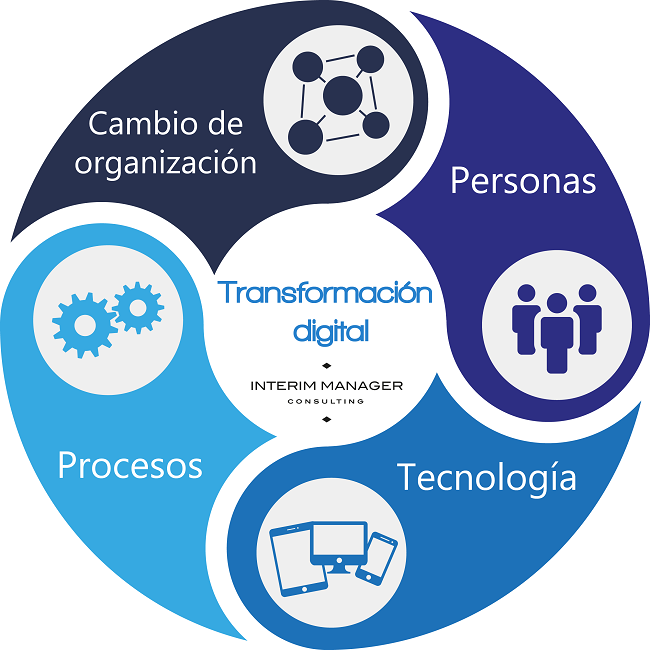 Cambio de
organización
Personas
Transformación
digital
INTERIM MANAGER
CONSULTING
Procesos
Tecnología